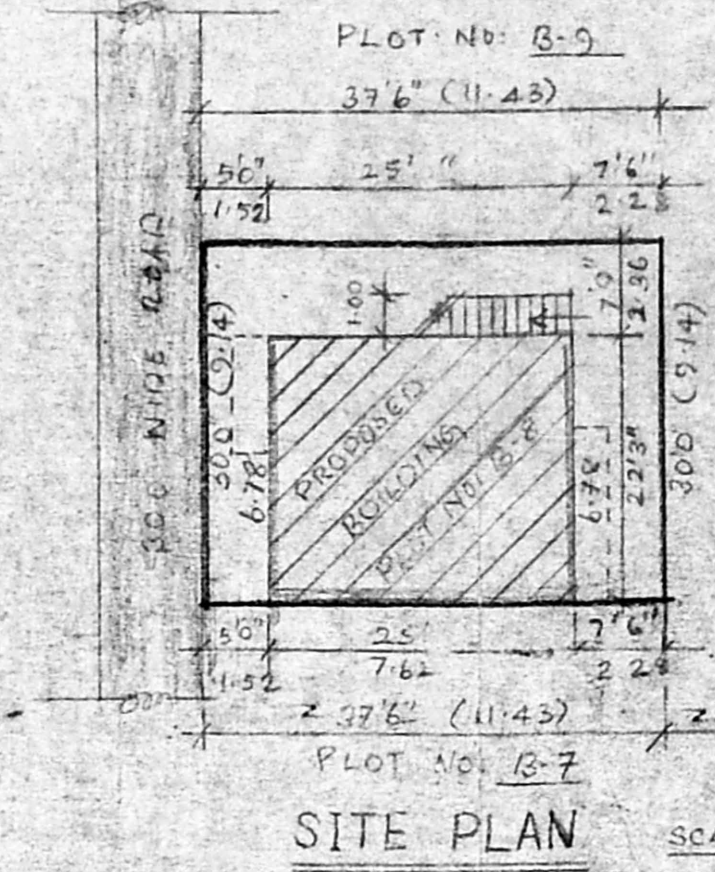 PLOT. NO: B-9
37'6" (11.43)
5'0" 25' " 7'6"
1.52 2.28
1.00
7'0"
2.36
30'0" (9.14)
6.78
PROPOSED
BUILDING
PLOT NO: B-8
6.78
22'3"
30'0" (9.14)
WIDE ROAD
5'0" 25' 7'6"
1.52 7.62 2.28
37'6" (11.43)
PLOT NO. B-7
SITE PLAN